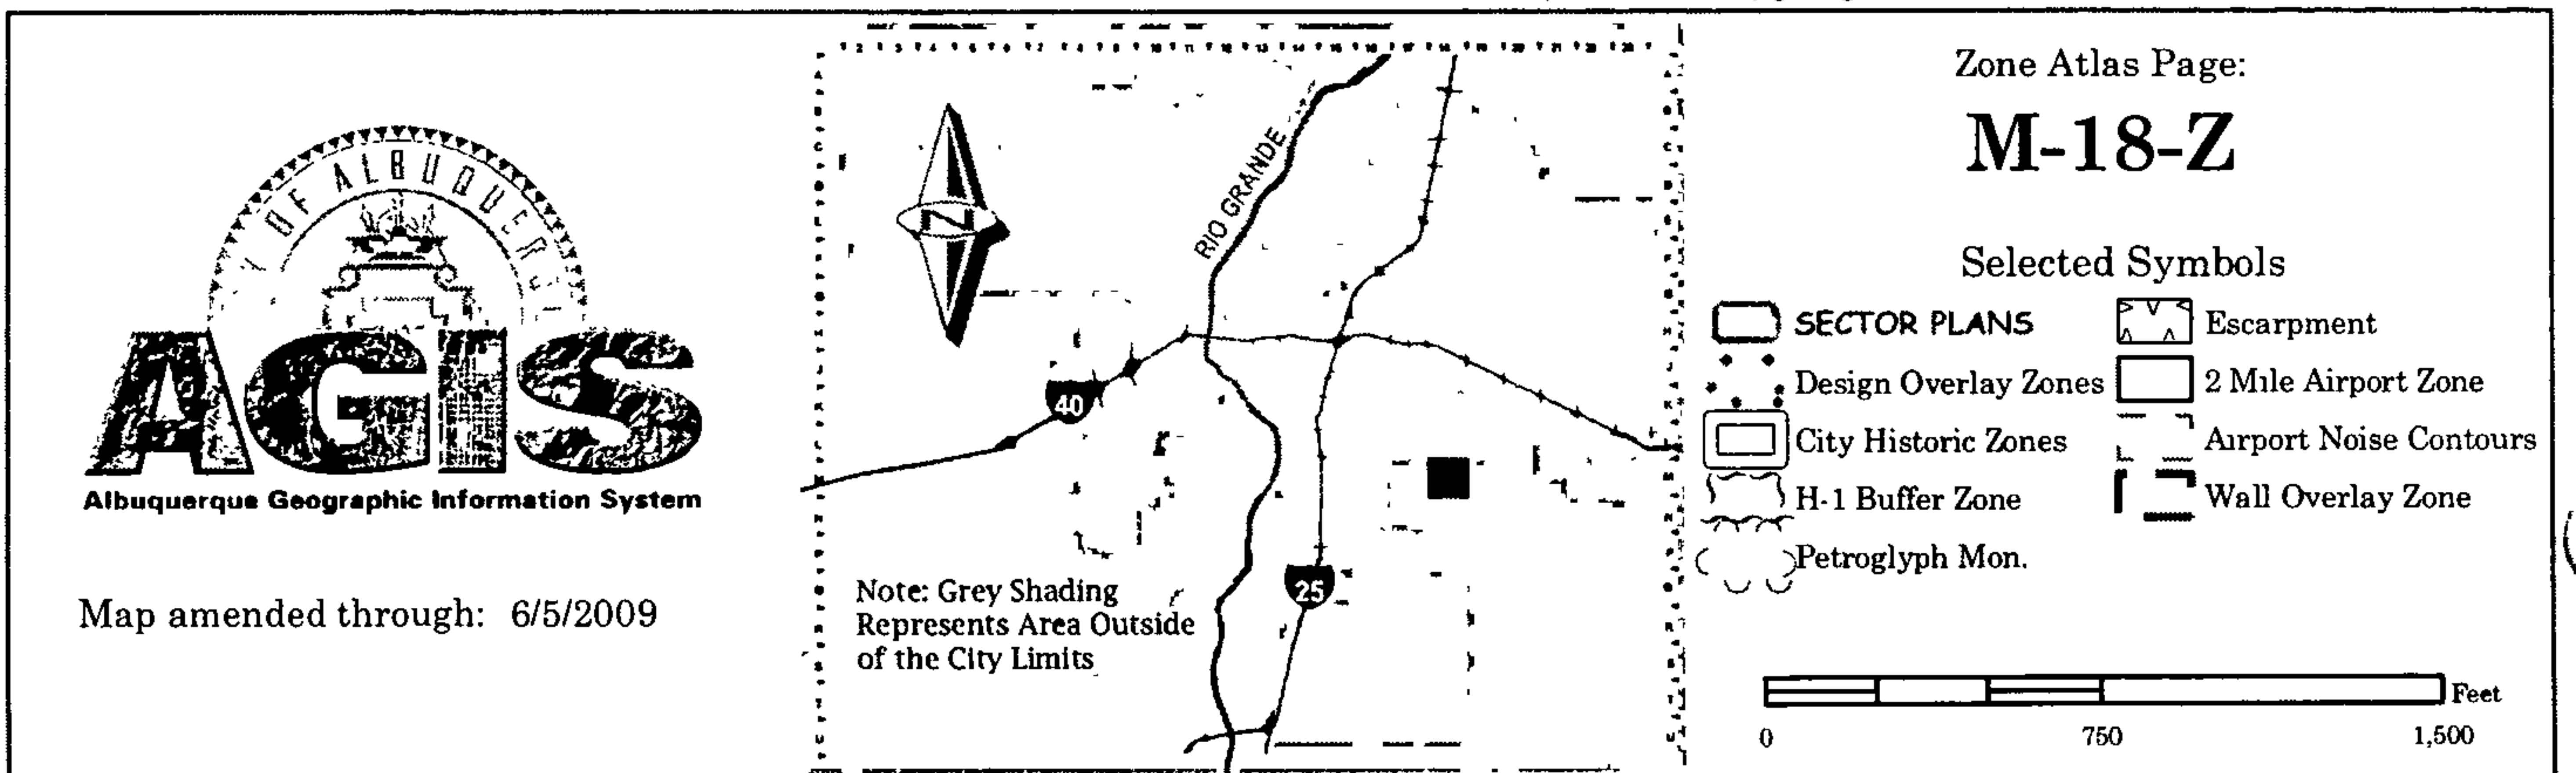 OF ALBUQUERQUE
AGIS
Albuquerque Geographic Information System
Map amended through: 6/5/2009
N
RIO GRANDE
40
25
Note: Grey Shading
Represents Area Outside
of the City Limits
Zone Atlas Page:
M-18-Z
Selected Symbols
SECTOR PLANS
Design Overlay Zones
City Historic Zones
H-1 Buffer Zone
Petroglyph Mon.
Escarpment
2 Mile Airport Zone
Airport Noise Contours
Wall Overlay Zone
Feet
0 750 1,500